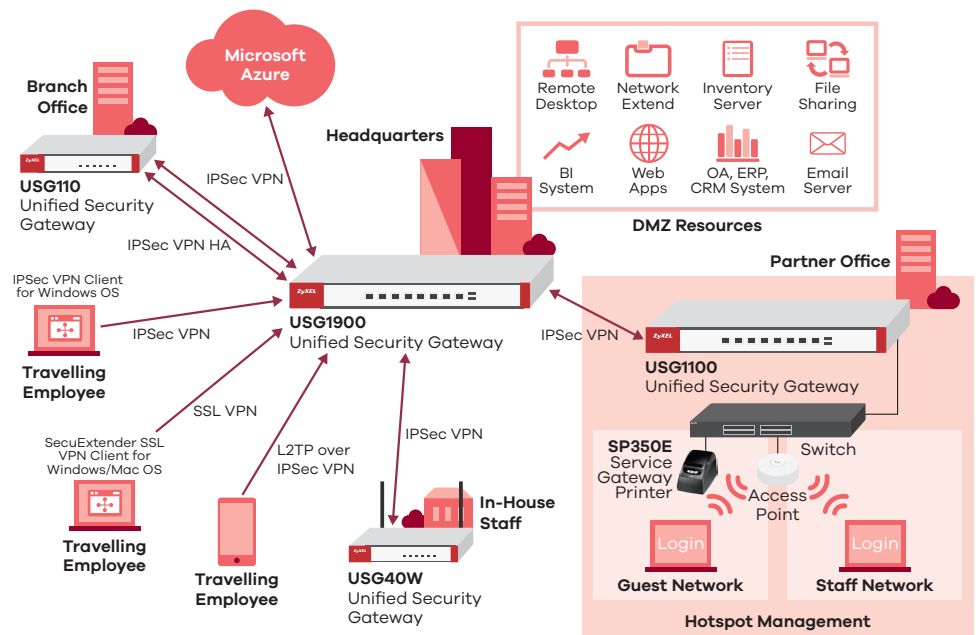 Microsoft
Azure
Branch
Office
ZyXEL
USG110
Unified Security
Gateway
IPSec VPN
IPSec VPN HA
Headquarters
Remote
Desktop
Network
Extend
Inventory
Server
File
Sharing
BI
System
Web
Apps
OA, ERP,
CRM System
Email
Server
DMZ Resources
Partner Office
ZyXEL
USG1900
Unified Security Gateway
IPSec VPN
ZyXEL
USG1100
Unified Security Gateway
IPSec VPN Client
for Windows OS
IPSec VPN
Travelling
Employee
SSL VPN
SecuExtender SSL
VPN Client for
Windows/Mac OS
Travelling
Employee
L2TP over
IPSec VPN
Travelling
Employee
IPSec VPN
In-House
Staff
ZyXEL
USG40W
Unified Security
Gateway
Switch
SP350E
Service
Gateway
Printer
Access
Point
Login
Guest Network
Login
Staff Network
Hotspot Management